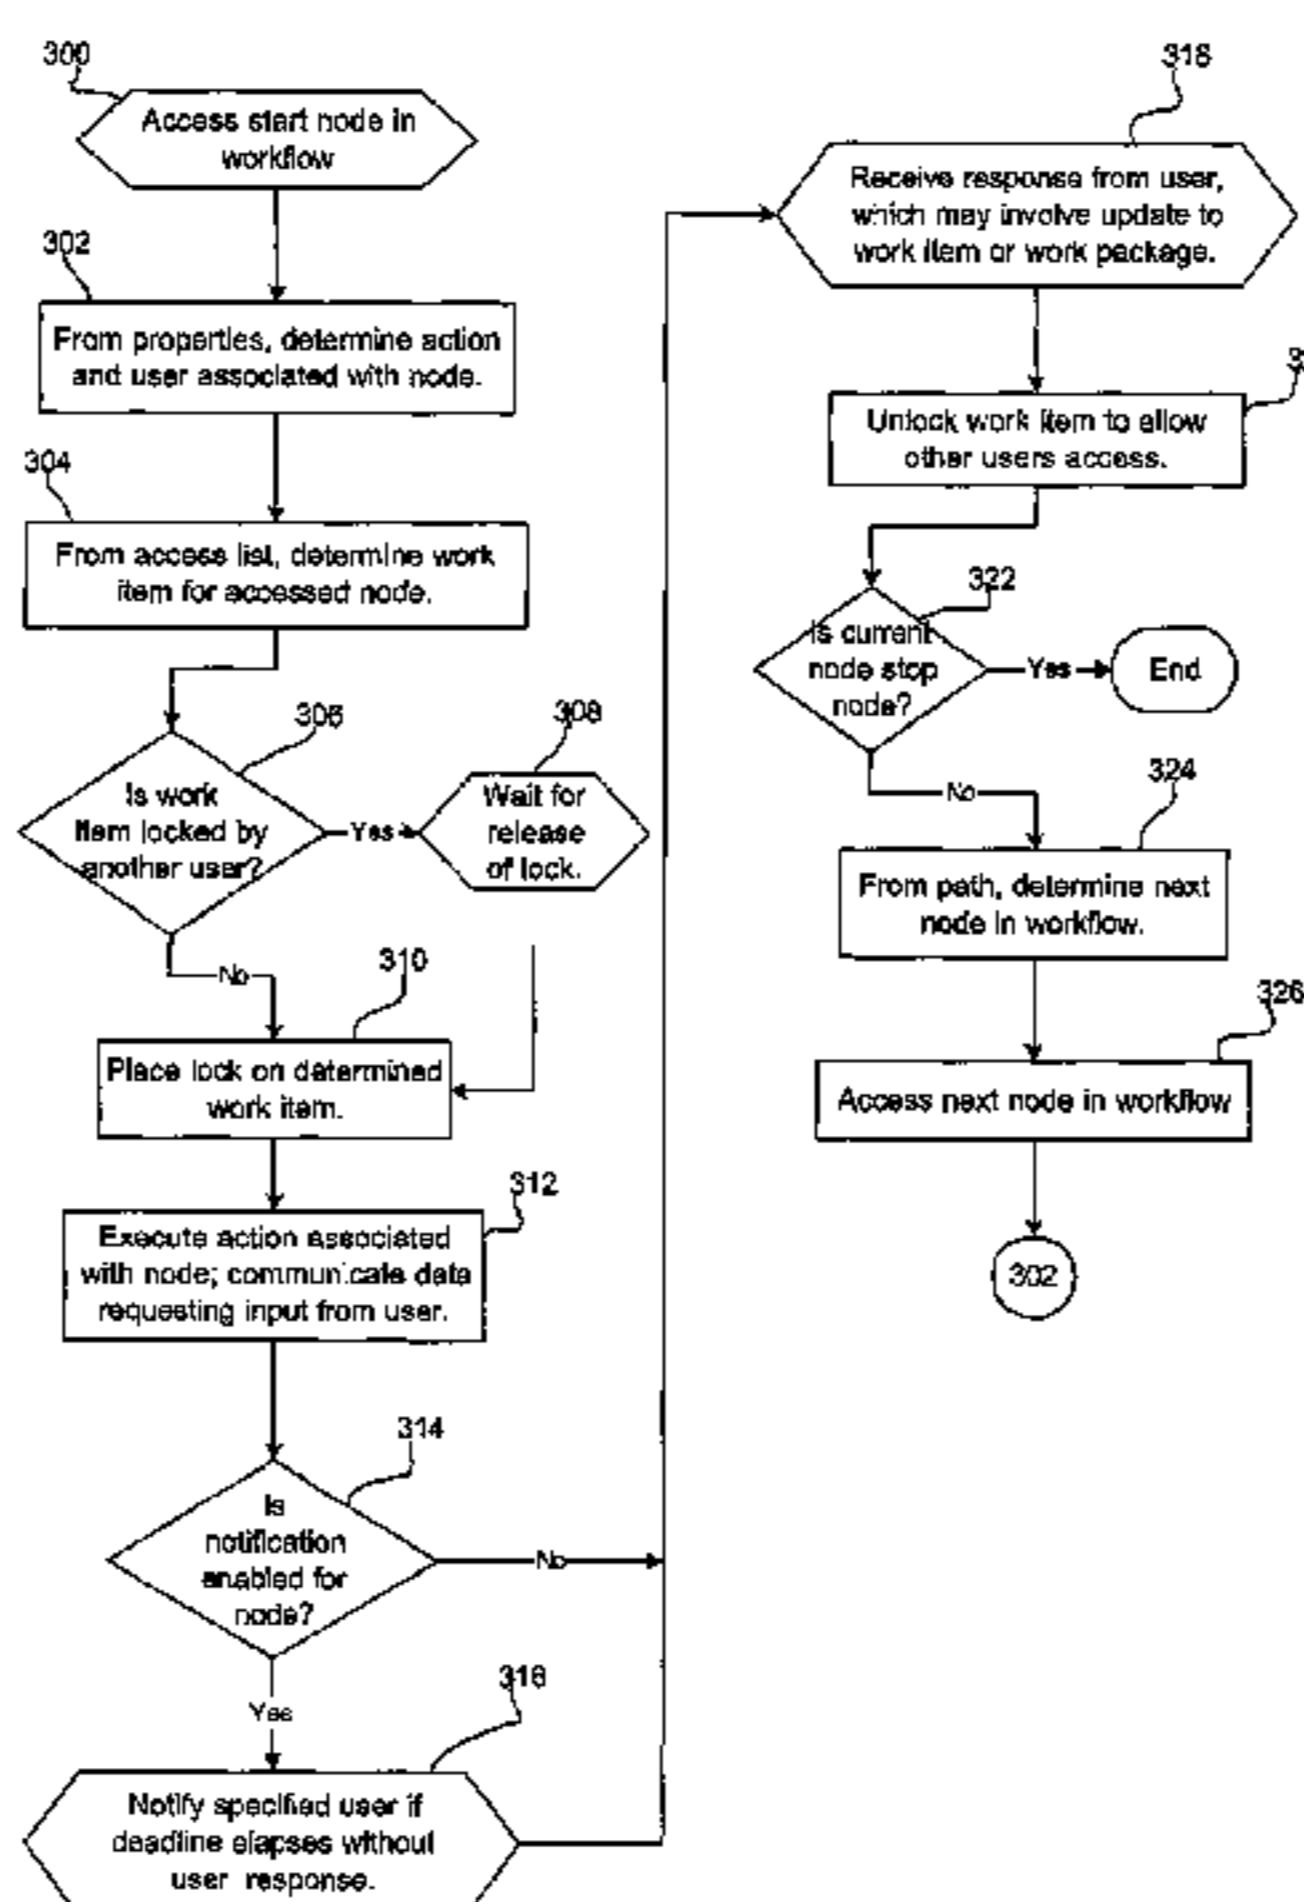 300
Access start node in
workflow
302
From properties, determine action
and user associated with node.
304
From access list, determine work
item for accessed node.
306
Is work
item locked by
another user?
Yes
308
Wait for
release
of lock.
No
310
Place lock on determined
work item.
312
Execute action associated
with node; communicate data
requesting input from user.
314
Is
notification
enabled for
node?
No
Yes
316
Notify specified user if
deadline elapses without
user response.
318
Receive response from user,
which may involve update to
work item or work package.
Unlock work item to allow
other users access.
322
Is current
node stop
node?
Yes
End
No
324
From path, determine next
node in workflow.
326
Access next node in workflow
302